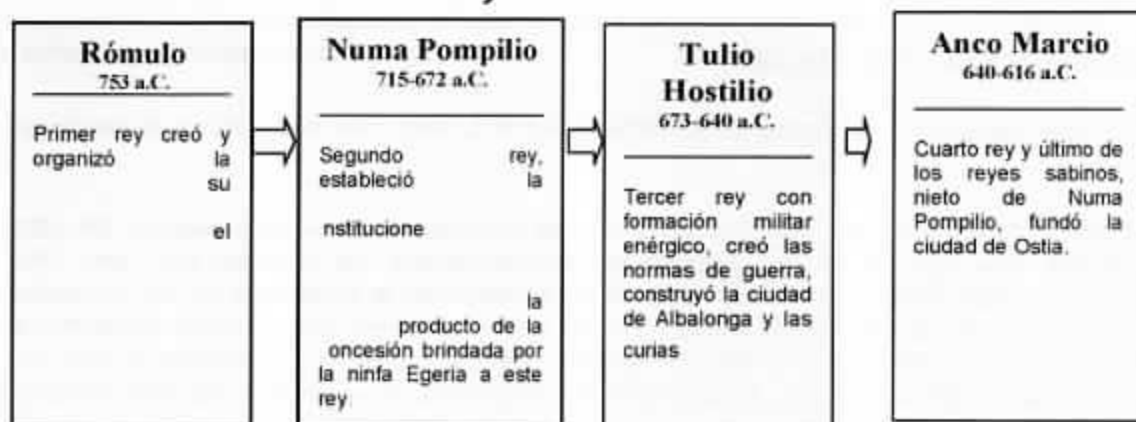 Rómulo
753 a.C.
Primer rey creó y
organizó la
su
el
Numa Pompilio
715-672 a.C.
Segundo rey,
estableció la
nstitucione
la
producto de la
oncesión brindada por
la ninfa Egeria a este
rey
Tulio
Hostilio
673-640 a.C.
Tercer rey con
formación militar
enérgico, creó las
normas de guerra,
construyó la ciudad
de Albalonga y las
curias
Anco Marcio
640-616 a.C.
Cuarto rey y último de
los reyes sabinos,
nieto de Numa
Pompilio, fundó la
ciudad de Ostia.